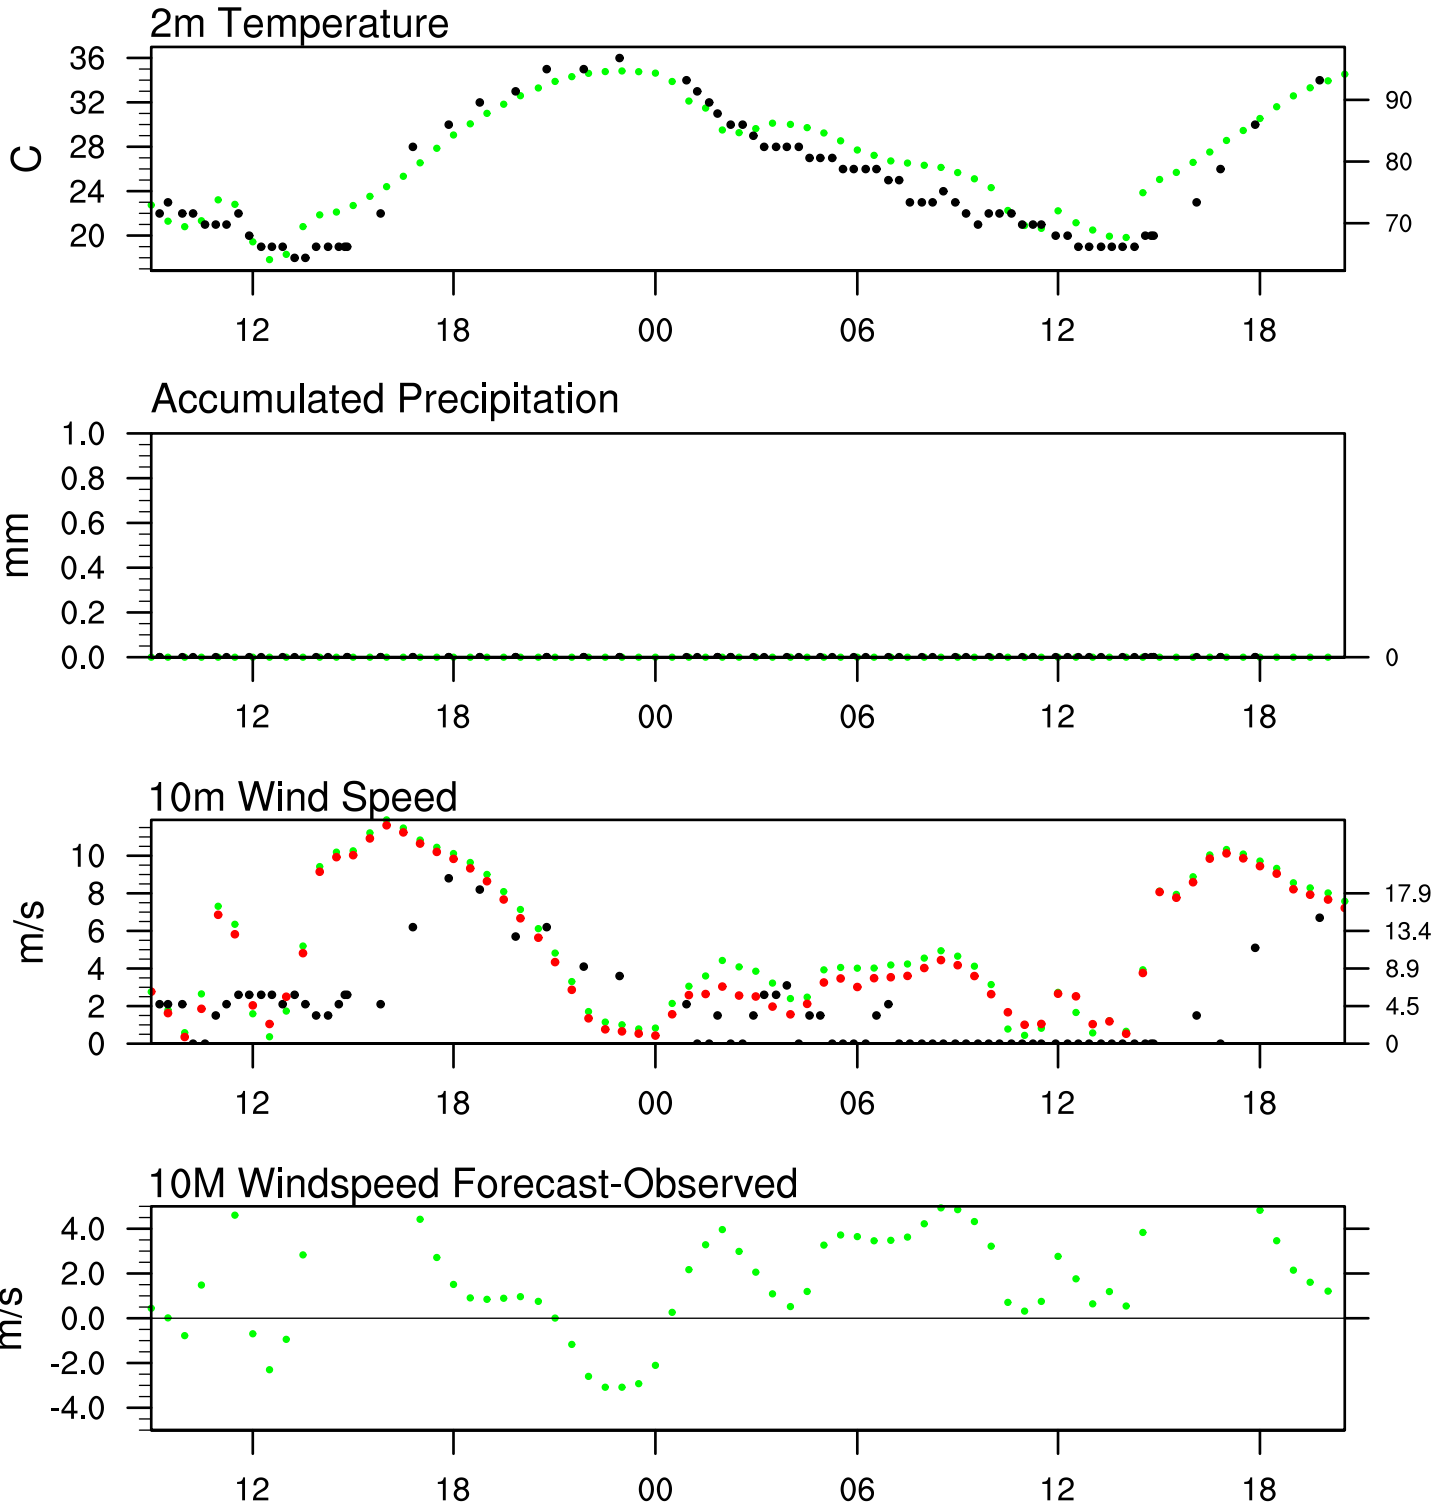 2m Temperature
36
32
28
24
20
C
90
80
70
12 18 00 06 12 18
Accumulated Precipitation
1.0
0.8
0.6
0.4
0.2
0.0
mm
0
12 18 00 06 12 18
10m Wind Speed
10
8
6
4
2
0
m/s
17.9
13.4
8.9
4.5
0
12 18 00 06 12 18
10M Windspeed Forecast-Observed
4.0
2.0
0.0
-2.0
-4.0
m/s
12 18 00 06 12 18